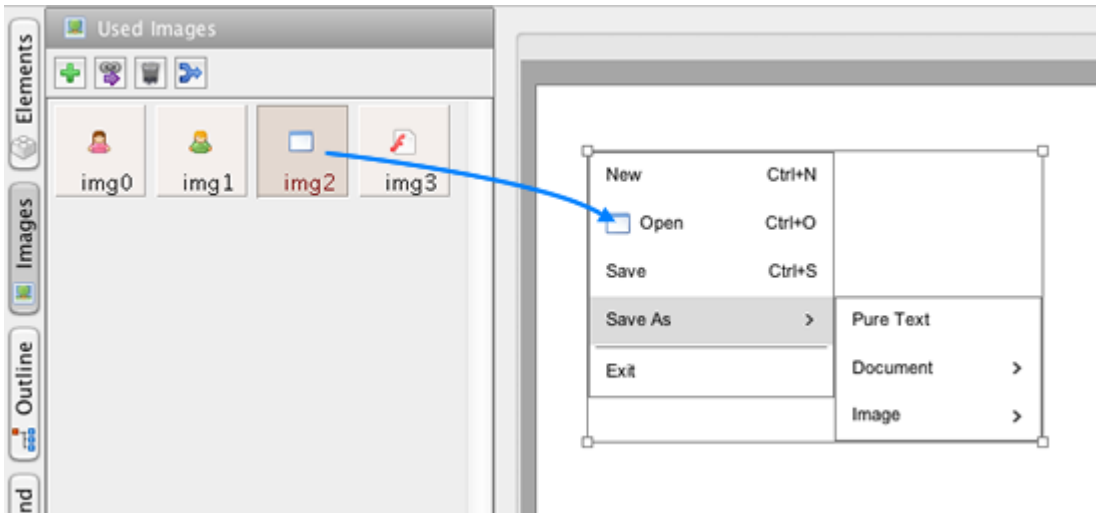 Elements
Images
Outline
nd
Used Images
img0
img1
img2
img3
New Ctrl+N
Open Ctrl+O
Save Ctrl+S
Save As >
Exit
Pure Text
Document >
Image >